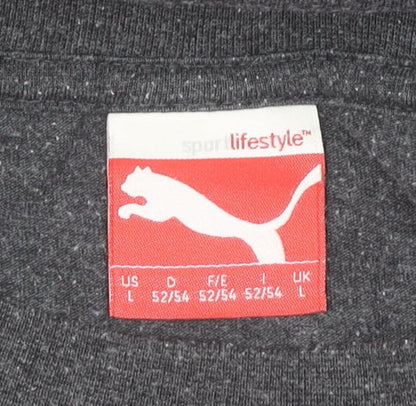 sportlifestyle™
US D F/E I UK
L 52/54 52/54 52/54 L